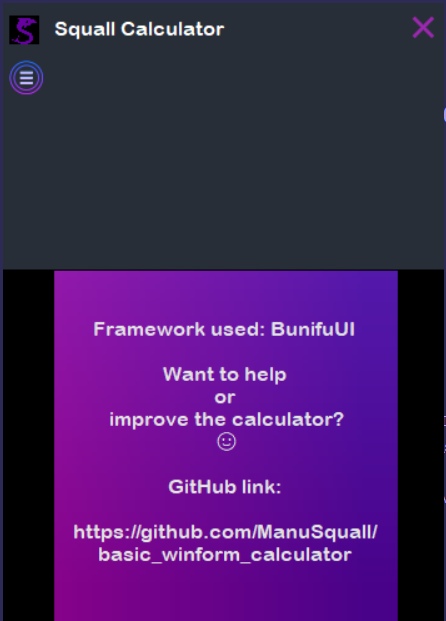 Squall Calculator
Framework used: BunifuUI
Want to help
or
improve the calculator?
GitHub link:
https://github.com/ManuSquall/
basic_winform_calculator